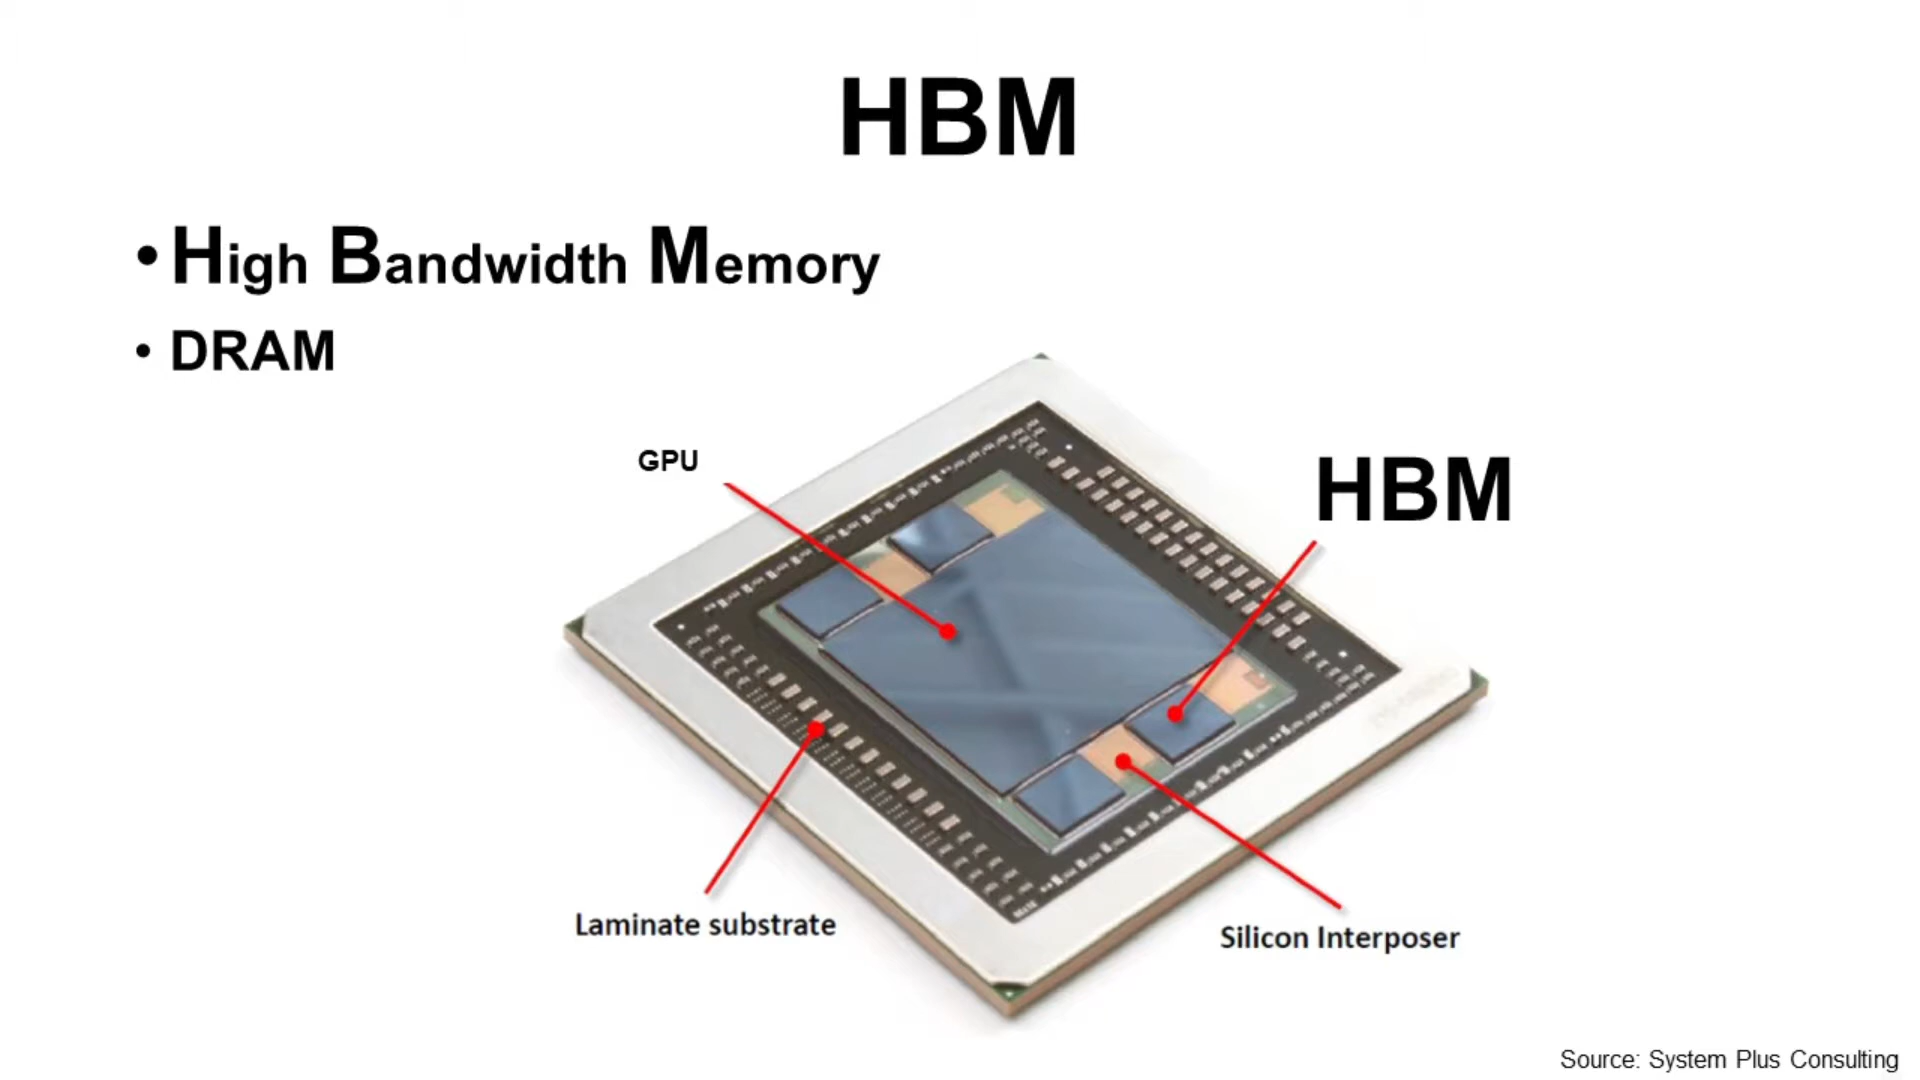 HBM
• High Bandwidth Memory
• DRAM
GPU
HBM
Laminate substrate
Silicon Interposer
Source: System Plus Consulting